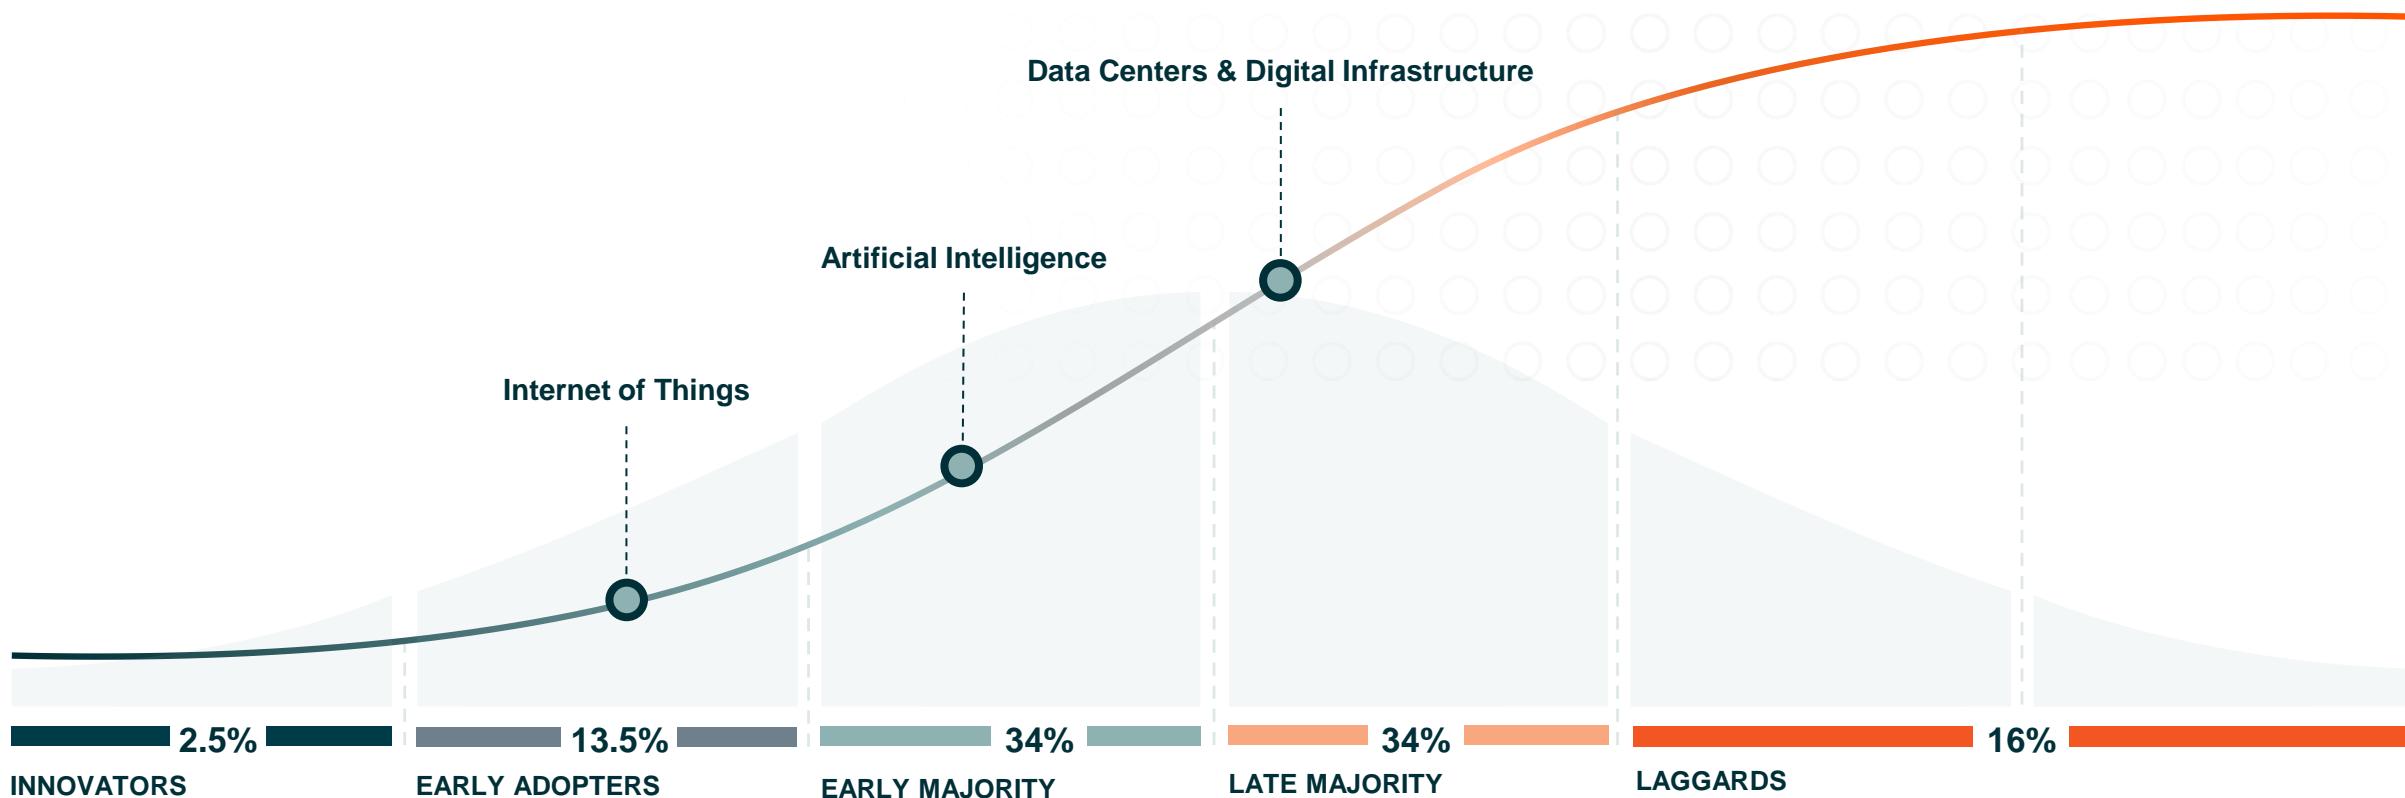 Data Centers & Digital Infrastructure
Artificial Intelligence
Internet of Things
2.5%
13.5%
34%
34%
16%
INNOVATORS
EARLY ADOPTERS
EARLY MAJORITY
LATE MAJORITY
LAGGARDS